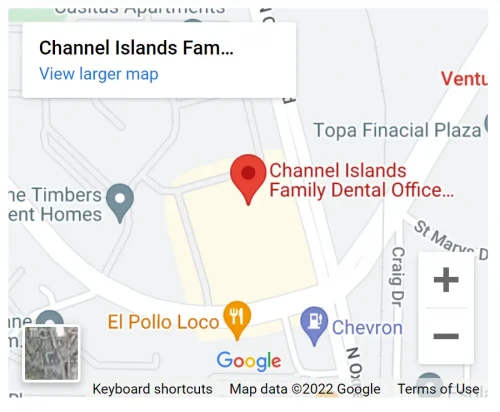 Casitas Apartments
Channel Islands Fam...
View larger map
Ventu
Topa Finacial Plaza
Channel Islands
Family Dental Office...
ne Timbers
ent Homes
St Marys D
Craig Dr
El Pollo Loco
Chevron
ane
m.
Google
N Ox
Keyboard shortcuts
Map data ©2022 Google
Terms of Use